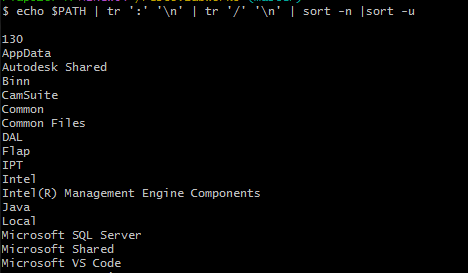 $ echo $PATH | tr ':' '\n' | tr '/' '\n' | sort -n |sort -u
130
AppData
Autodesk Shared
Binn
CamSuite
Common
Common Files
DAL
Flap
IPT
Intel
Intel(R) Management Engine Components
Java
Local
Microsoft SQL Server
Microsoft Shared
Microsoft VS Code